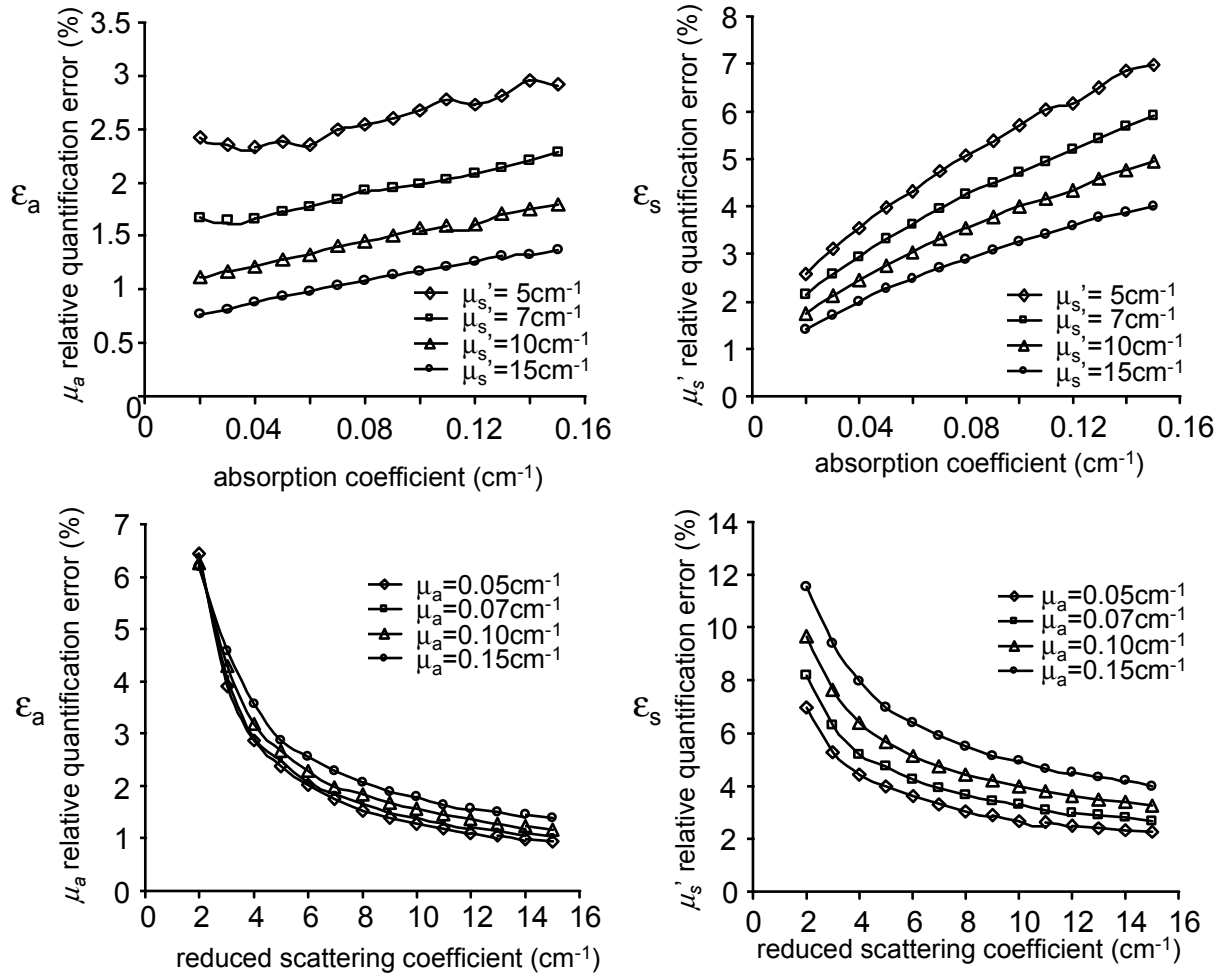 εa
μa relative quantification error (%)
3.5
3
2.5
2
1.5
1
0.5
0
0
0.04
0.08
0.12
0.16
μs’= 5cm-1
μs’= 7cm-1
μs’=10cm-1
μs’=15cm-1
absorption coefficient (cm-1)
εs
μs’ relative quantification error (%)
8
7
6
5
4
3
2
1
0
0
0.04
0.08
0.12
0.16
μs’= 5cm-1
μs’= 7cm-1
μs’=10cm-1
μs’=15cm-1
absorption coefficient (cm-1)
εa
μa relative quantification error (%)
7
6
5
4
3
2
1
0
0
2
4
6
8
10
12
14
16
μa=0.05cm-1
μa=0.07cm-1
μa=0.10cm-1
μa=0.15cm-1
reduced scattering coefficient (cm-1)
εs
μs’ relative quantification error (%)
14
12
10
8
6
4
2
0
0
2
4
6
8
10
12
14
16
μa=0.05cm-1
μa=0.07cm-1
μa=0.10cm-1
μa=0.15cm-1
reduced scattering coefficient (cm-1)